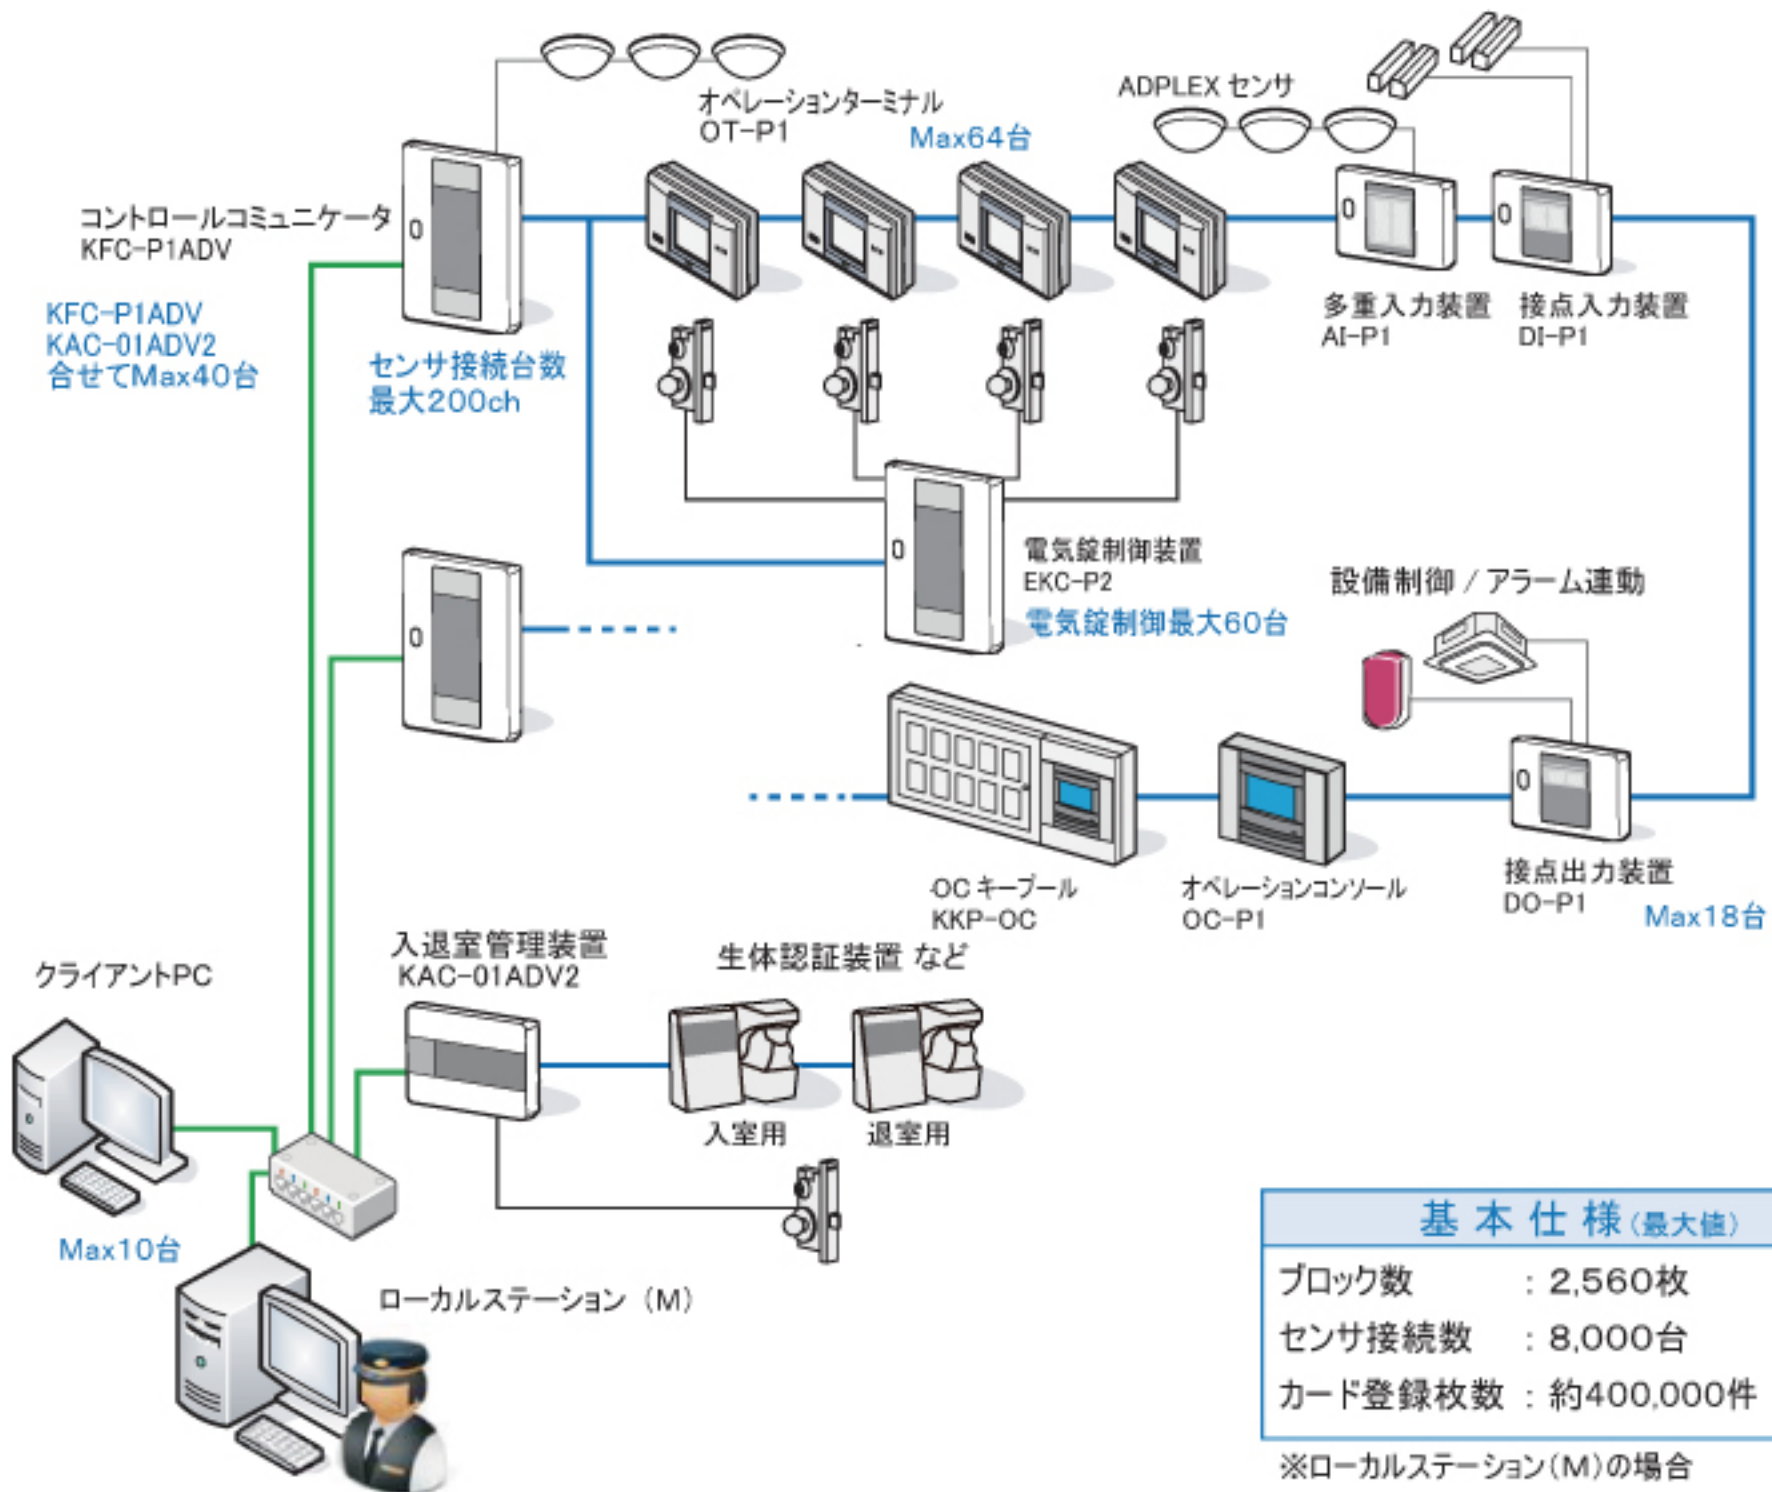 オペレーションターミナル
OT-P1
Max64台
ADPLEX センサ
コントロールコミュニケータ
KFC-P1ADV
KFC-P1ADV
KAC-01ADV2
合せてMax40台
センサ接続台数
最大200ch
多重入力装置
AI-P1
接点入力装置
DI-P1
電気錠制御装置
EKC-P2
電気錠制御最大60台
設備制御 / アラーム連動
OC キープール
KKP-OC
オペレーションコンソール
OC-P1
接点出力装置
DO-P1
Max18台
クライアントPC
入退室管理装置
KAC-01ADV2
生体認証装置 など
入室用
退室用
Max10台
ローカルステーション（M）
基本仕様(最大値)
ブロック数 : 2,560枚
センサ接続数 : 8,000台
カード登録枚数 : 約400,000件
※ローカルステーション(M)の場合